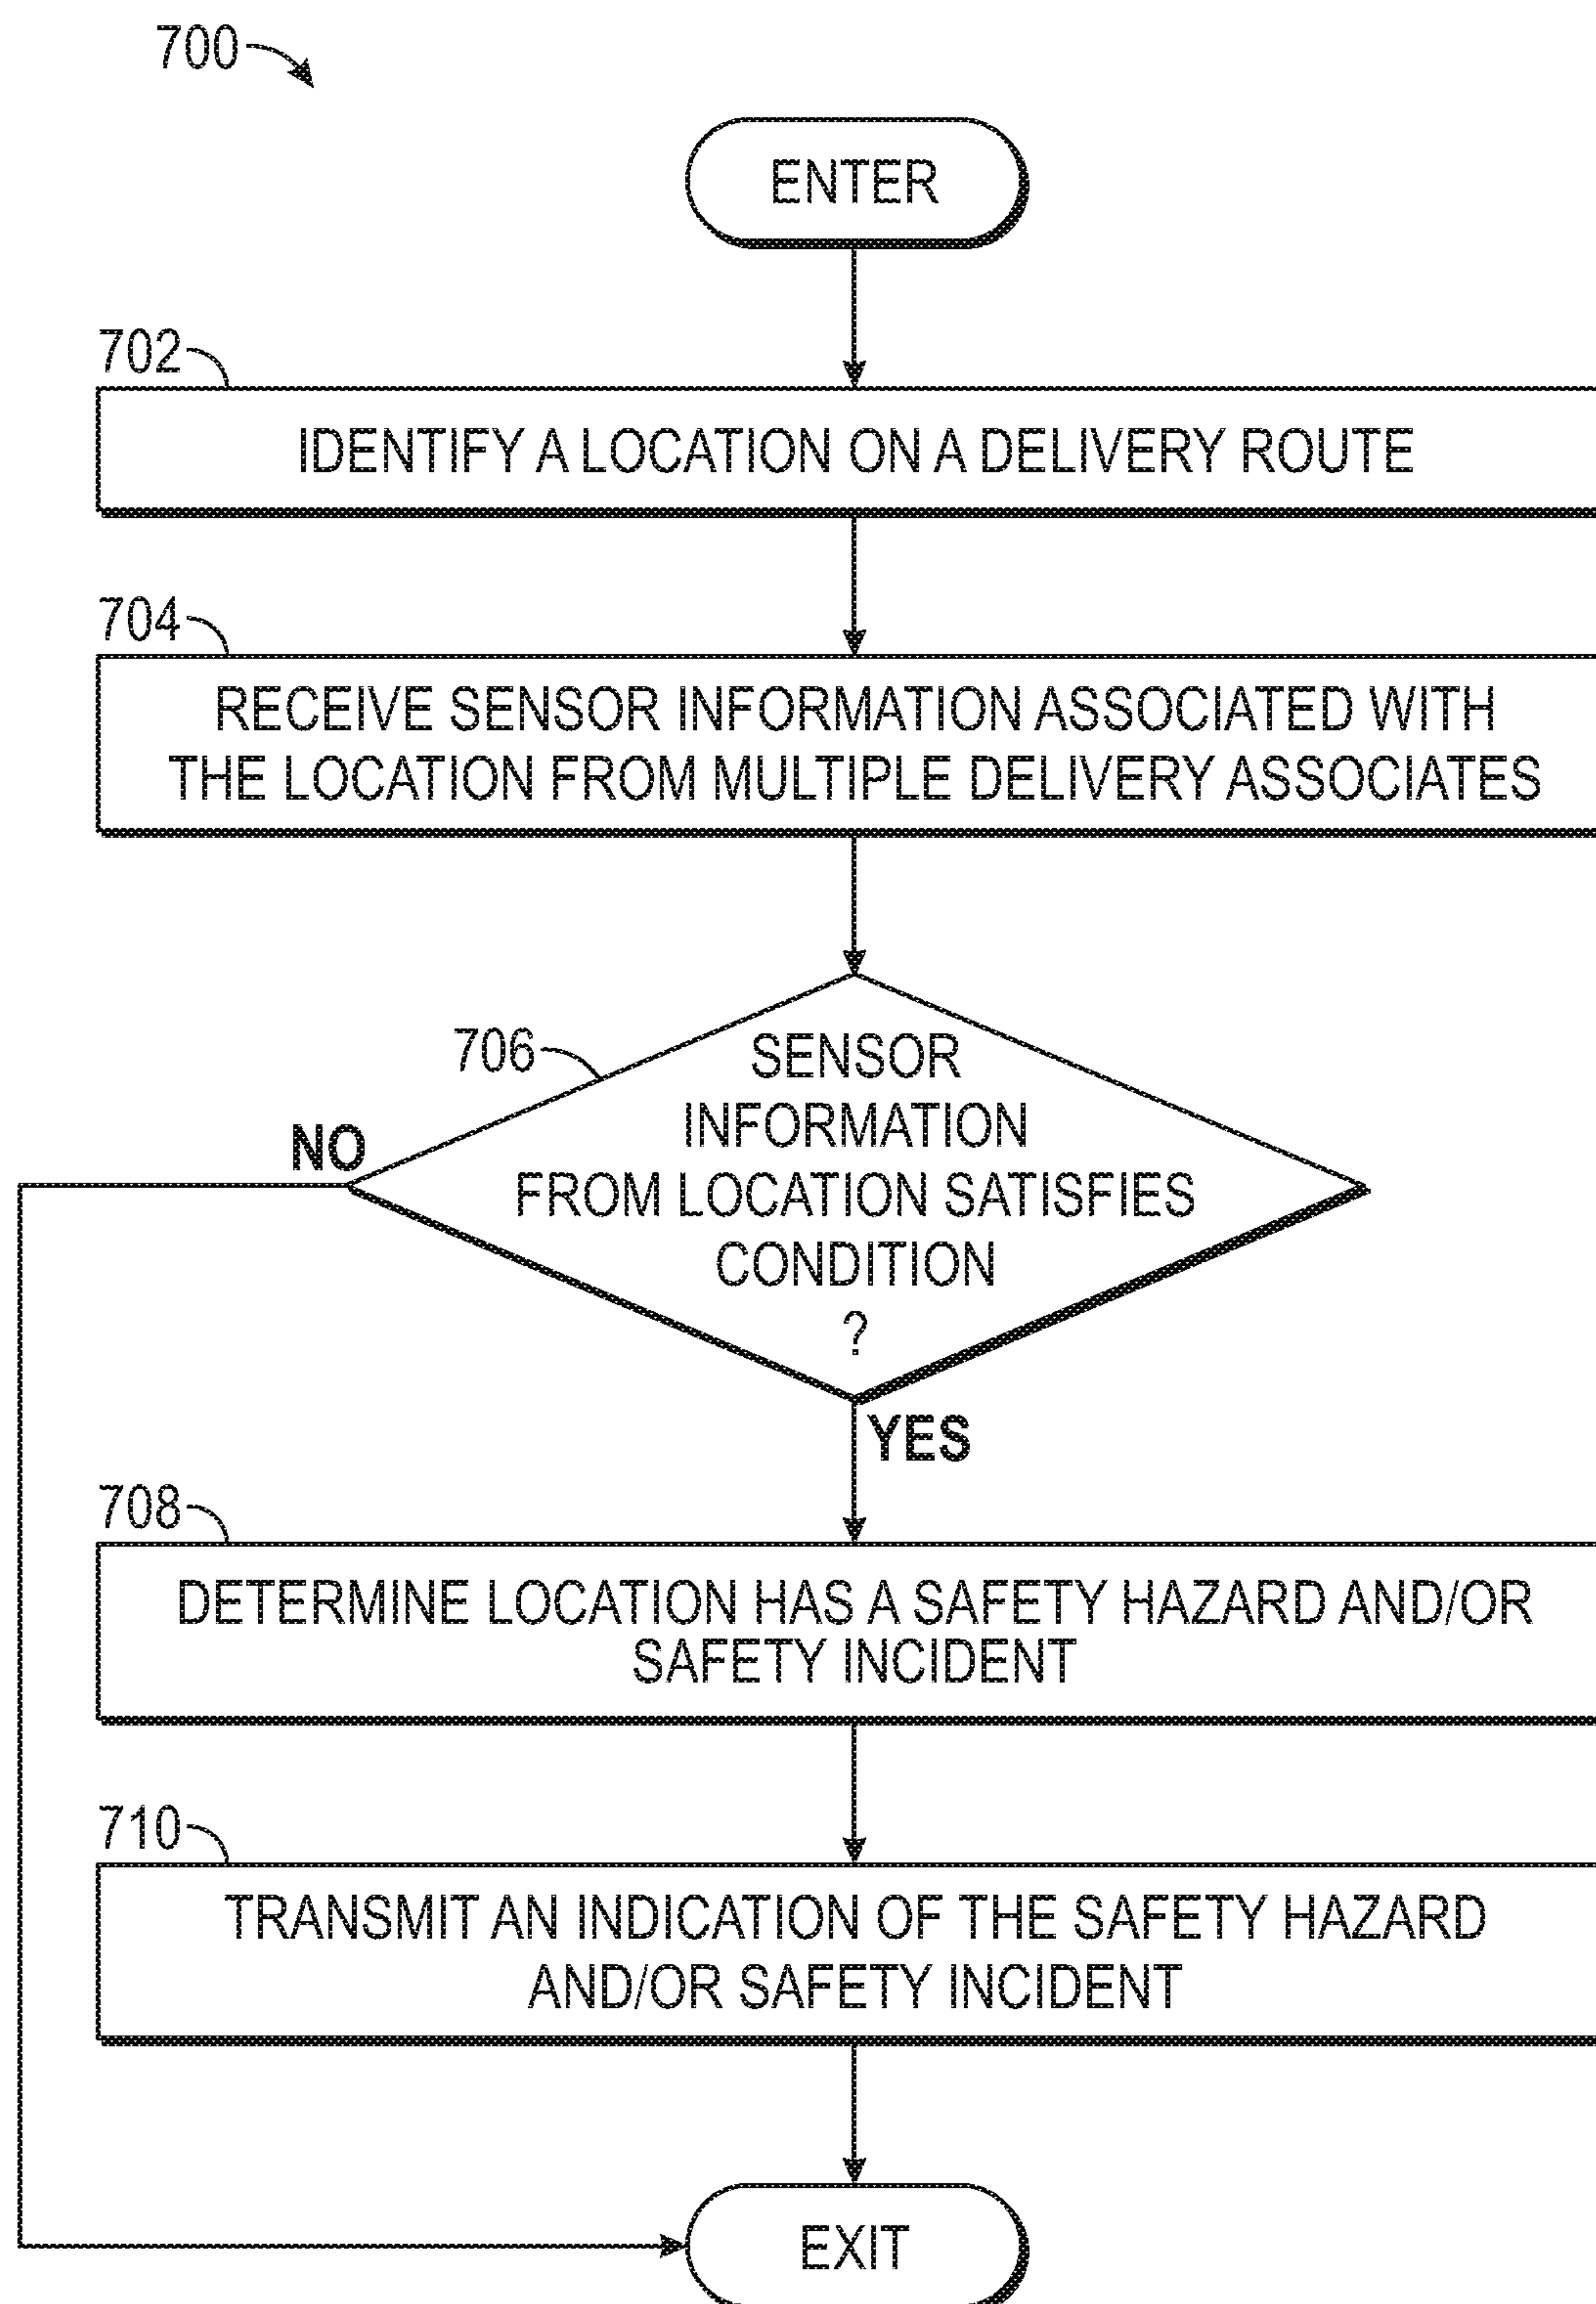 700
ENTER
702
IDENTIFY A LOCATION ON A DELIVERY ROUTE
704
RECEIVE SENSOR INFORMATION ASSOCIATED WITH
THE LOCATION FROM MULTIPLE DELIVERY ASSOCIATES
706
SENSOR
INFORMATION
FROM LOCATION SATISFIES
CONDITION
?
NO
YES
708
DETERMINE LOCATION HAS A SAFETY HAZARD AND/OR
SAFETY INCIDENT
710
TRANSMIT AN INDICATION OF THE SAFETY HAZARD
AND/OR SAFETY INCIDENT
EXIT